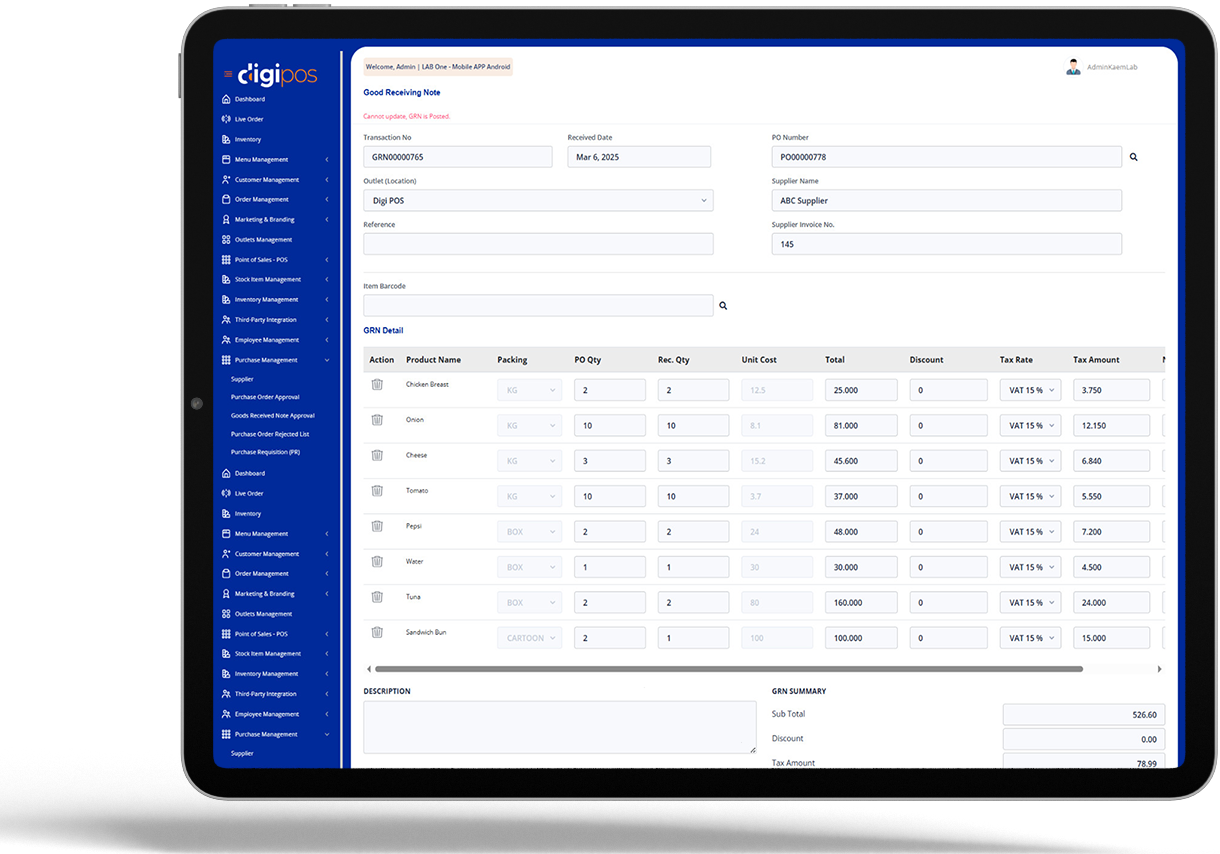 digipos
Dashboard
Live Order
Inventory
Menu Management
Customer Management
Order Management
Marketing & Branding
Outlets Management
Point of Sales - POS
Stock Item Management
Inventory Management
Third-Party Integration
Employee Management
Purchase Management
Supplier
Purchase Order Approval
Goods Received Note Approval
Purchase Order Rejected List
Purchase Requisition (PR)
Dashboard
Live Order
Inventory
Menu Management
Customer Management
Order Management
Marketing & Branding
Outlets Management
Point of Sales - POS
Stock Item Management
Inventory Management
Third-Party Integration
Employee Management
Purchase Management
Supplier
Welcome, Admin | LAB One - Mobile APP Android
AdminKaemLab
Good Receiving Note
Cannot update, GRN is Posted.
Transaction No Received Date PO Number
GRN00000765 Mar 6, 2025 PO00000778
Outlet (Location) Supplier Name
Digi POS ABC Supplier
Reference Supplier Invoice No.
145
Item Barcode
GRN Detail
Action Product Name Packing PO Qty Rec. Qty Unit Cost Total Discount Tax Rate Tax Amount
Chicken Breast KG 2 2 12.5 25.000 0 VAT 15 % 3.750
Onion KG 10 10 8.1 81.000 0 VAT 15 % 12.150
Cheese KG 3 3 15.2 45.600 0 VAT 15 % 6.840
Tomato KG 10 10 3.7 37.000 0 VAT 15 % 5.550
Pepsi BOX 2 2 24 48.000 0 VAT 15 % 7.200
Water BOX 1 1 30 30.000 0 VAT 15 % 4.500
Tuna BOX 2 2 80 160.000 0 VAT 15 % 24.000
Sandwich Bun CARTOON 2 1 100 100.000 0 VAT 15 % 15.000
DESCRIPTION GRN SUMMARY
Sub Total 526.60
Discount 0.00
Tax Amount 78.99